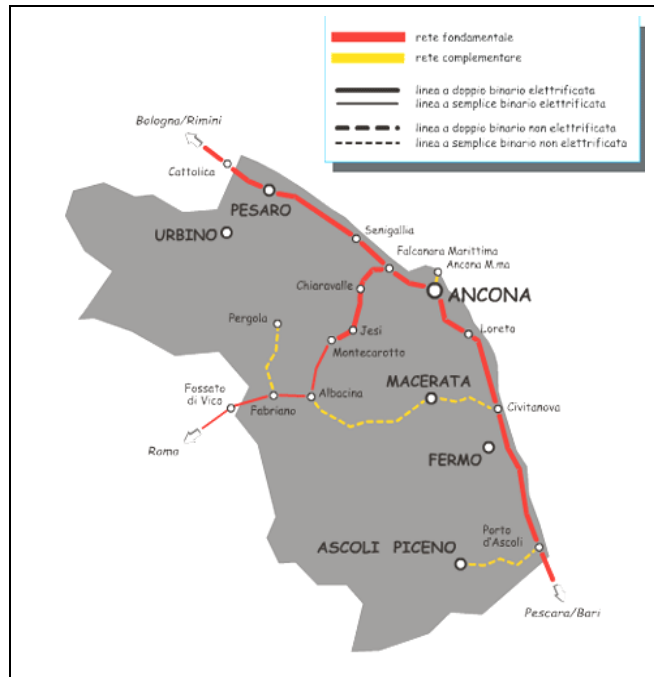 rete fondamentale
rete complementare
linea a doppio binario elettrificata
linea a semplice binario elettrificata
linea a doppio binario non elettrificata
linea a semplice binario non elettrificata
Bologna/Rimini
Cattolica
PESARO
URBINO
Senigallia
Falconara Marittima
Ancona M.ma
Chiaravalle
ANCONA
Pergola
Jesi
Loreto
Montecarotto
MACERATA
Fossato
di Vico
Albacina
Civitanova
Fabriano
Roma
FERMO
Porto
d'Ascoli
ASCOLI PICENO
Pescara/Bari